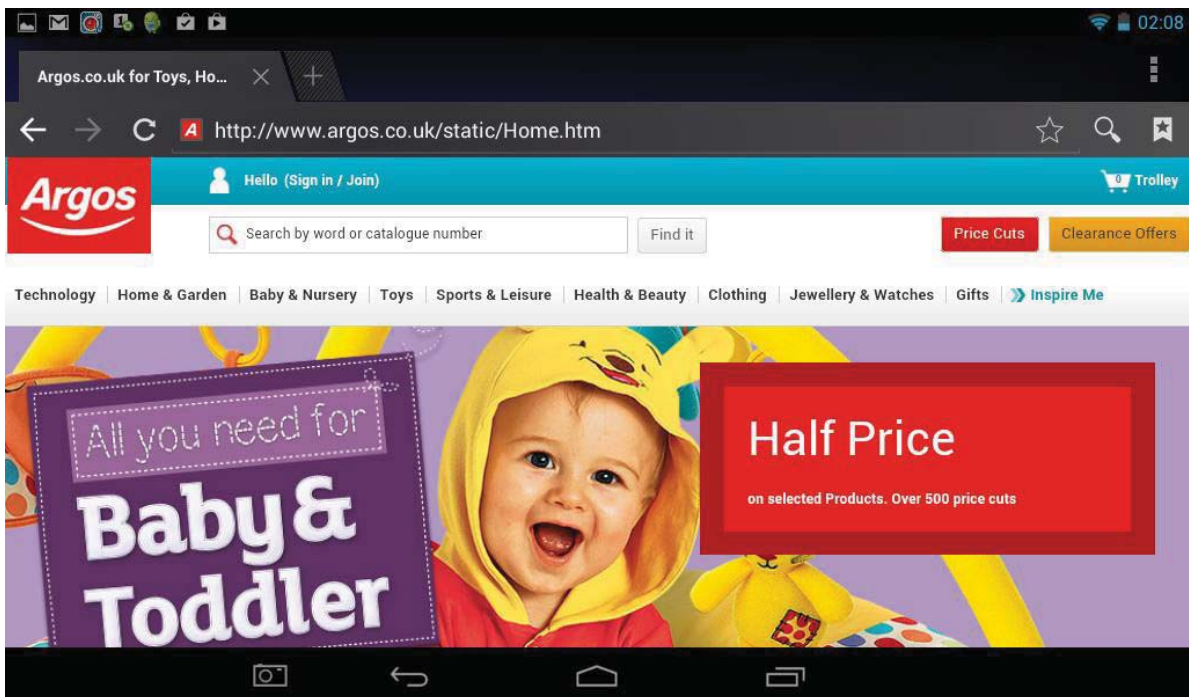 02:08
Argos.co.uk for Toys, Ho...
http://www.argos.co.uk/static/Home.htm
Argos
Hello (Sign in / Join)
0 Trolley
Search by word or catalogue number
Find it
Price Cuts
Clearance Offers
Technology Home & Garden Baby & Nursery Toys Sports & Leisure Health & Beauty Clothing Jewellery & Watches Gifts Inspire Me
All you need for
Baby &
Toddler
Half Price
on selected Products. Over 500 price cuts